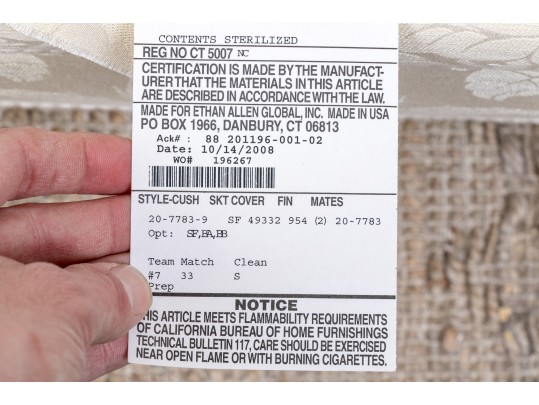 CONTENTS STERILIZED
REG NO CT 5007 NC
CERTIFICATION IS MADE BY THE MANUFACT-
URER THAT THE MATERIALS IN THIS ARTICLE
ARE DESCRIBED IN ACCORDANCE WITH THE LAW.
MADE FOR ETHAN ALLEN GLOBAL, INC. MADE IN USA
PO BOX 1966, DANBURY, CT 06813
Ack# : 88 201196-001-02
Date: 10/14/2008
WO# 196267
STYLE-CUSH SKT COVER FIN MATES
20-7783-9 SF 49332 954 (2) 20-7783
Opt: SF,BA,BB
Team Match Clean
#7 33 S
Prep
NOTICE
THIS ARTICLE MEETS FLAMMABILITY REQUIREMENTS
OF CALIFORNIA BUREAU OF HOME FURNISHINGS
TECHNICAL BULLETIN 117, CARE SHOULD BE EXERCISED
NEAR OPEN FLAME OR WITH BURNING CIGARETTES.